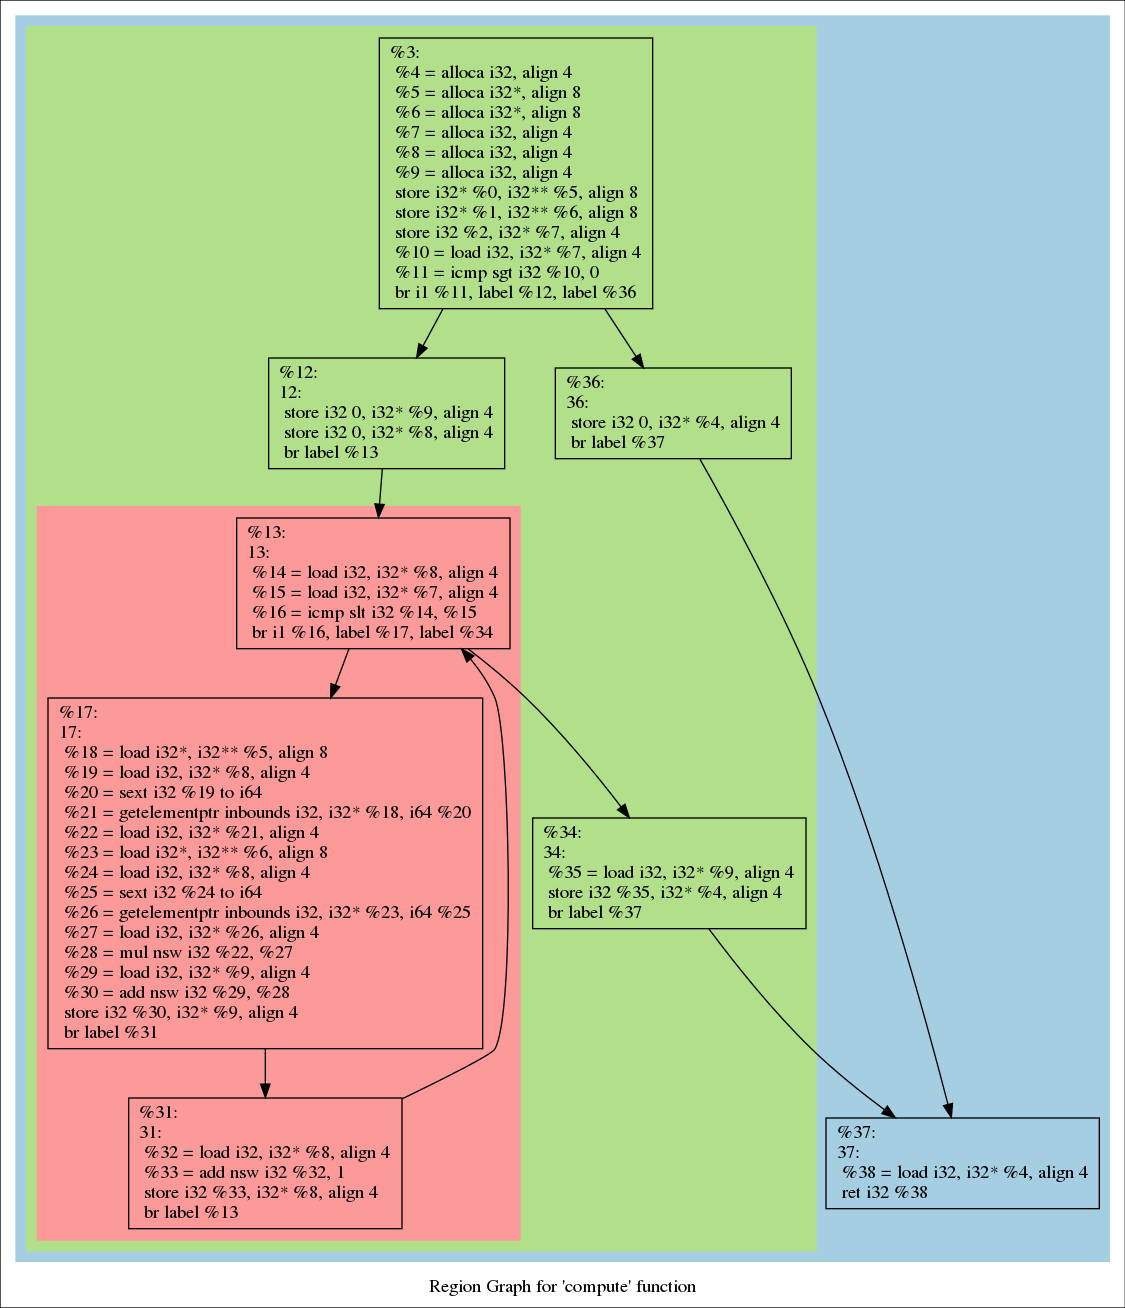 %3:
%4 = alloca i32, align 4
%5 = alloca i32*, align 8
%6 = alloca i32*, align 8
%7 = alloca i32, align 4
%8 = alloca i32, align 4
%9 = alloca i32, align 4
store i32* %0, i32** %5, align 8
store i32* %1, i32** %6, align 8
store i32 %2, i32* %7, align 4
%10 = load i32, i32* %7, align 4
%11 = icmp sgt i32 %10, 0
br i1 %11, label %12, label %36
%12:
12:
store i32 0, i32* %9, align 4
store i32 0, i32* %8, align 4
br label %13
%36:
36:
store i32 0, i32* %4, align 4
br label %37
%13:
13:
%14 = load i32, i32* %8, align 4
%15 = load i32, i32* %7, align 4
%16 = icmp slt i32 %14, %15
br i1 %16, label %17, label %34
%17:
17:
%18 = load i32*, i32** %5, align 8
%19 = load i32, i32* %8, align 4
%20 = sext i32 %19 to i64
%21 = getelementptr inbounds i32, i32* %18, i64 %20
%22 = load i32, i32* %21, align 4
%23 = load i32*, i32** %6, align 8
%24 = load i32, i32* %8, align 4
%25 = sext i32 %24 to i64
%26 = getelementptr inbounds i32, i32* %23, i64 %25
%27 = load i32, i32* %26, align 4
%28 = mul nsw i32 %22, %27
%29 = load i32, i32* %9, align 4
%30 = add nsw i32 %29, %28
store i32 %30, i32* %9, align 4
br label %31
%34:
34:
%35 = load i32, i32* %9, align 4
store i32 %35, i32* %4, align 4
br label %37
%31:
31:
%32 = load i32, i32* %8, align 4
%33 = add nsw i32 %32, 1
store i32 %33, i32* %8, align 4
br label %13
%37:
37:
%38 = load i32, i32* %4, align 4
ret i32 %38
Region Graph for 'compute' function